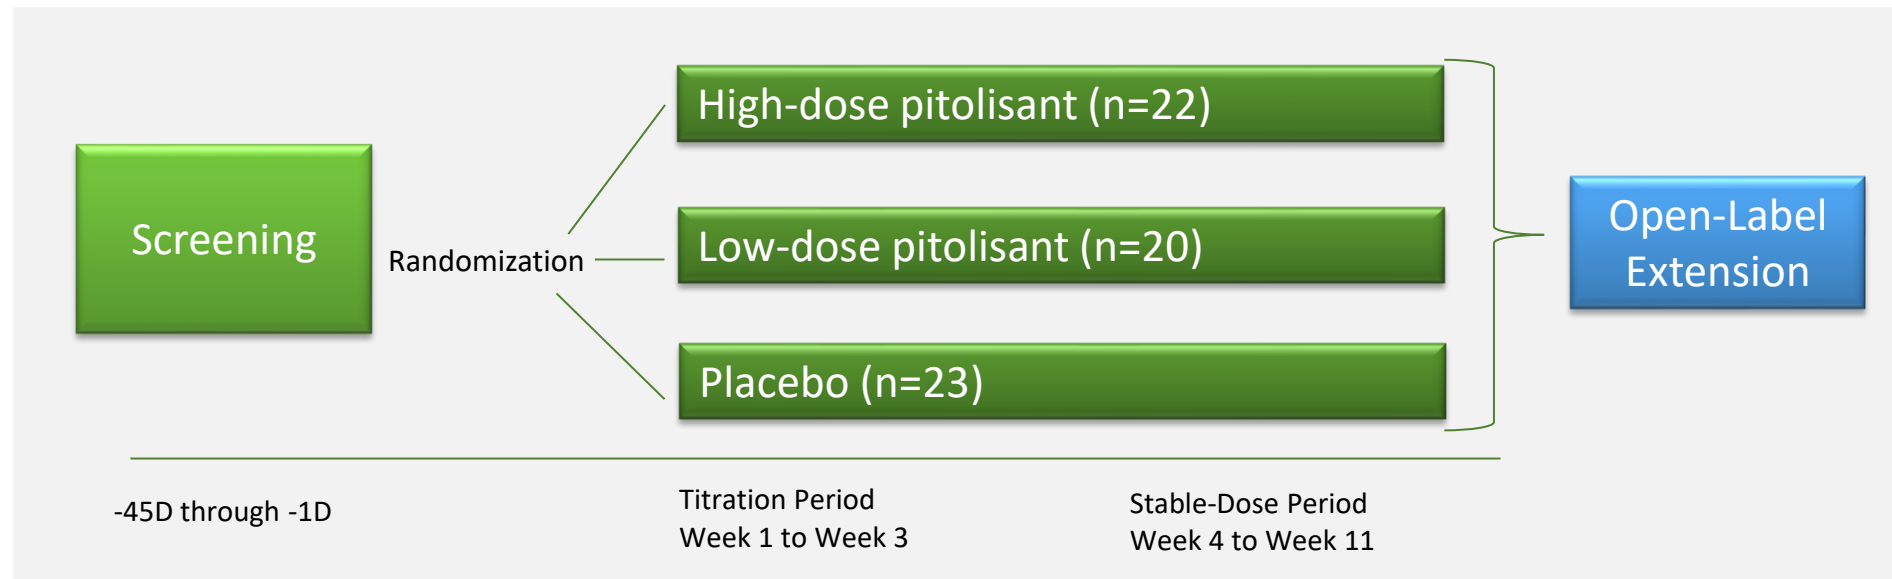 Screening
Randomization
High-dose pitolisant (n=22)
Low-dose pitolisant (n=20)
Placebo (n=23)
Open-Label
Extension
-45D through -1D
Titration Period
Week 1 to Week 3
Stable-Dose Period
Week 4 to Week 11